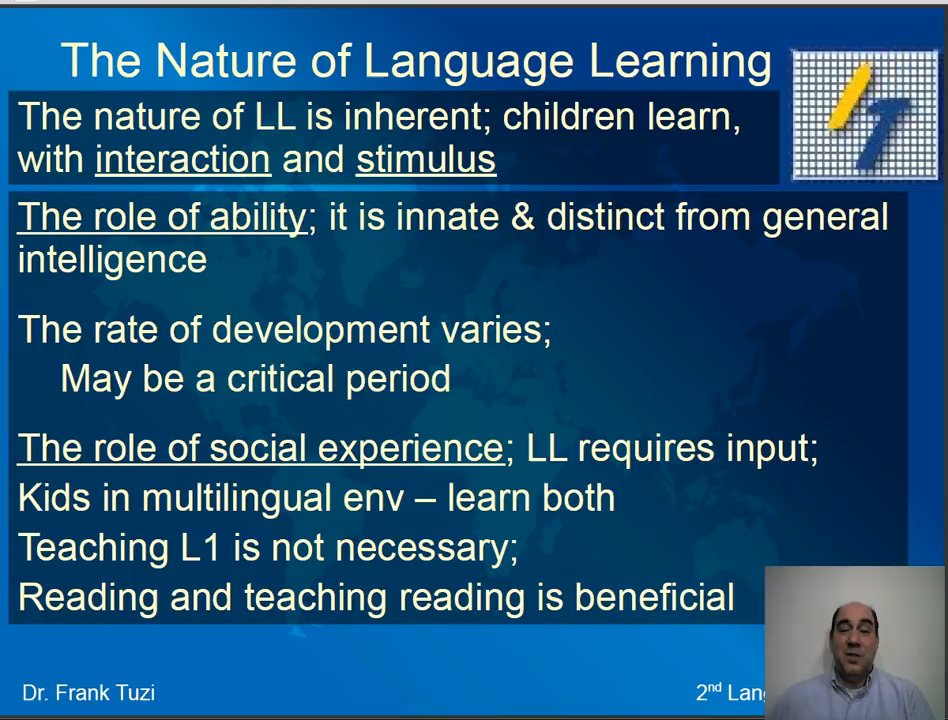 The Nature of Language Learning
The nature of LL is inherent; children learn,
with interaction and stimulus
The role of ability; it is innate & distinct from general
intelligence
The rate of development varies;
May be a critical period
The role of social experience; LL requires input;
Kids in multilingual env – learn both
Teaching L1 is not necessary;
Reading and teaching reading is beneficial
Dr. Frank Tuzi
2nd Lang